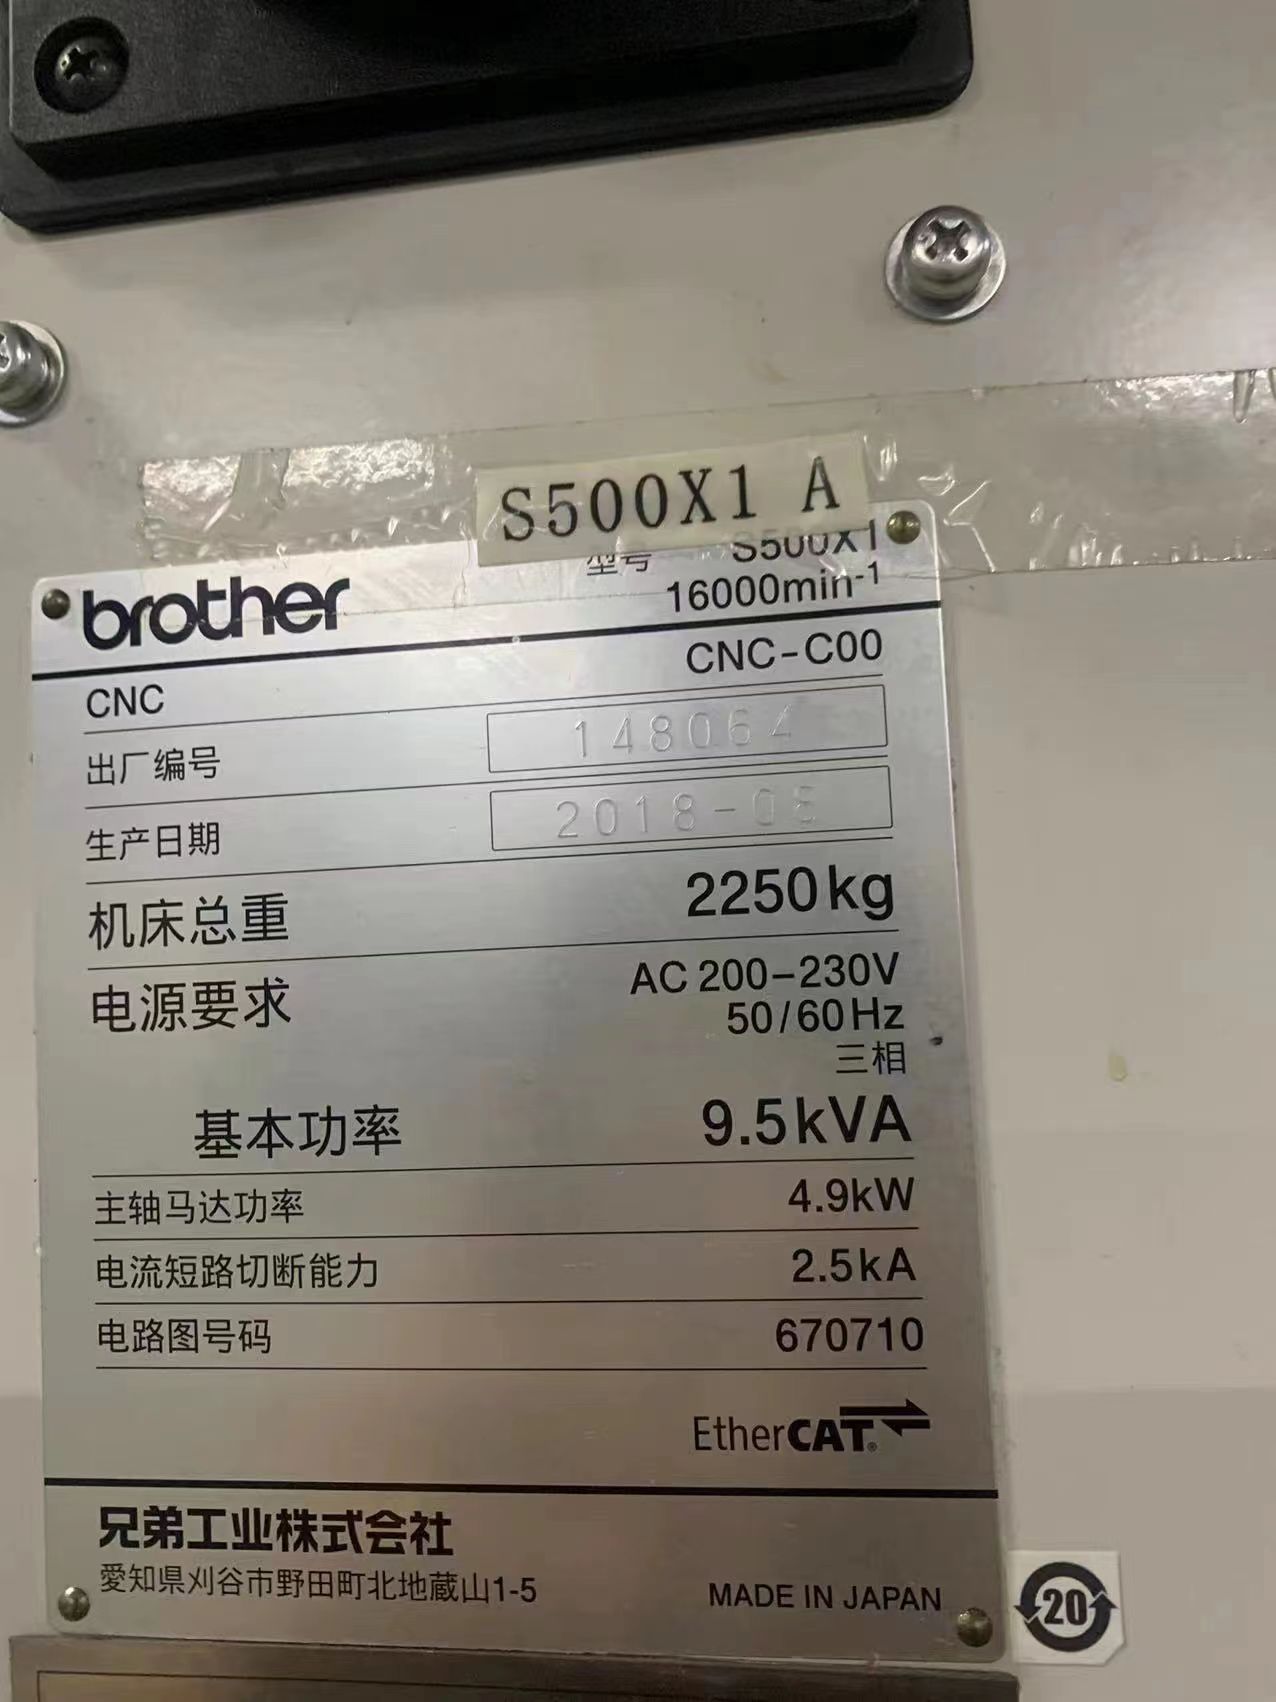 S500X1 A
brother
型号 S500X1
16000min-1
CNC CNC-C00
出厂编号 148064
生产日期 2018-08
机床总重 2250kg
电源要求 AC 200-230V
50/60Hz
三相
基本功率 9.5kVA
主轴马达功率 4.9kW
电流短路切断能力 2.5kA
电路图号码 670710
EtherCAT®
兄弟工业株式会社
愛知県刈谷市野田町北地蔵山1-5
MADE IN JAPAN
20